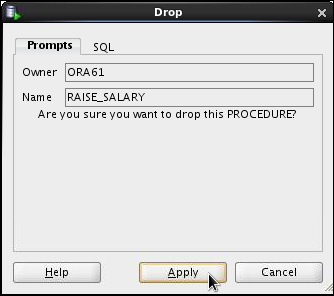 Drop
Prompts
SQL
Owner ORA61
Name RAISE_SALARY
Are you sure you want to drop this PROCEDURE?
Help
Apply
Cancel